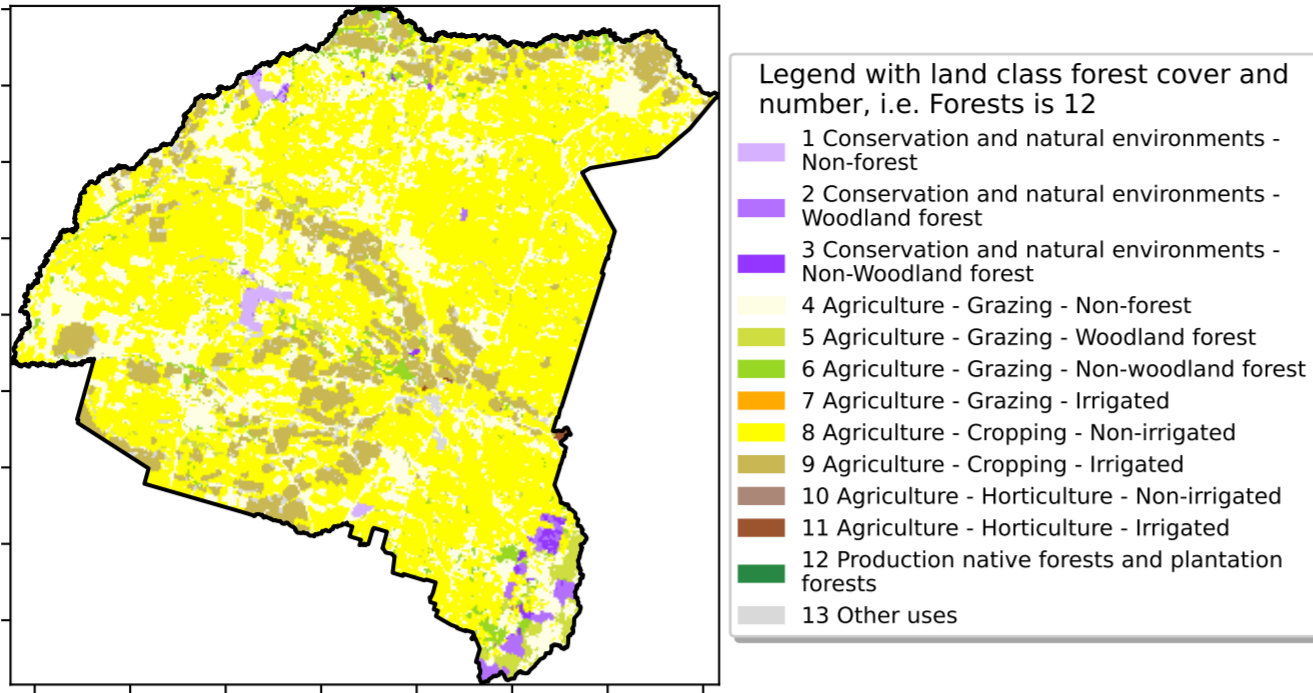 Legend with land class forest cover and
number, i.e. Forests is 12
1 Conservation and natural environments -
Non-forest
2 Conservation and natural environments -
Woodland forest
3 Conservation and natural environments -
Non-Woodland forest
4 Agriculture - Grazing - Non-forest
5 Agriculture - Grazing - Woodland forest
6 Agriculture - Grazing - Non-woodland forest
7 Agriculture - Grazing - Irrigated
8 Agriculture - Cropping - Non-irrigated
9 Agriculture - Cropping - Irrigated
10 Agriculture - Horticulture - Non-irrigated
11 Agriculture - Horticulture - Irrigated
12 Production native forests and plantation
forests
13 Other uses